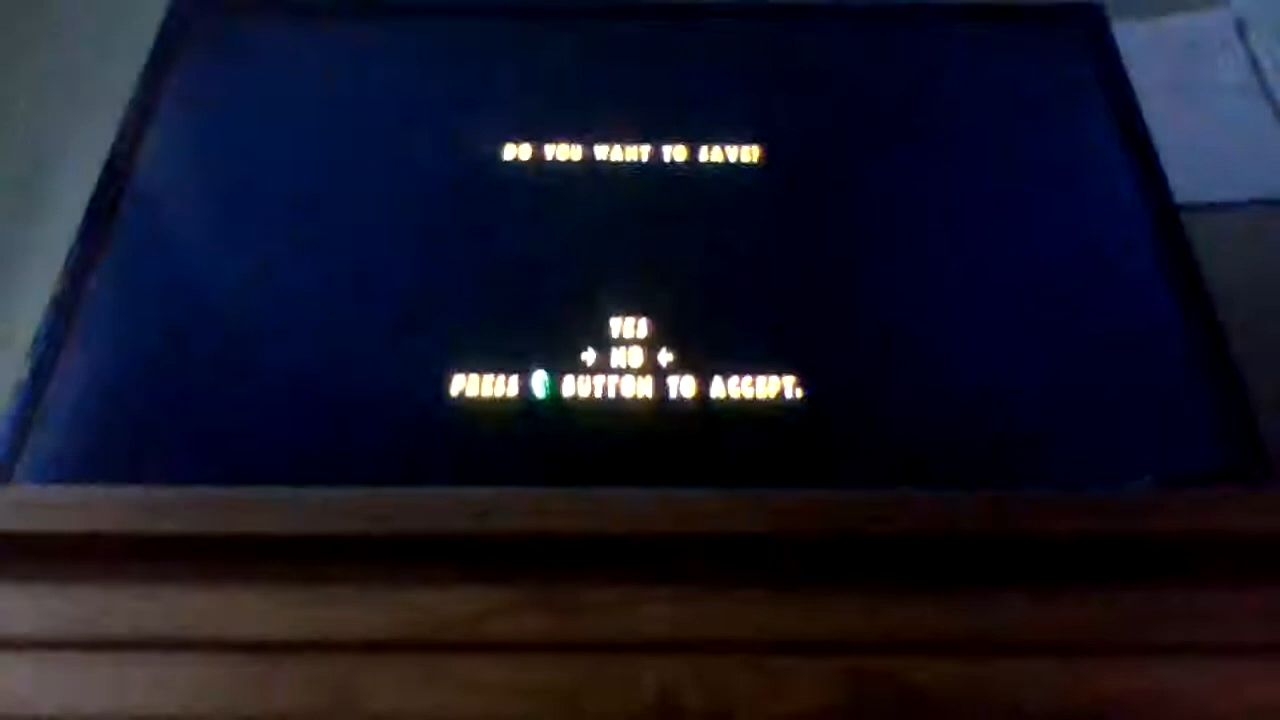 DO YOU WANT TO SAVE?
YES
→ NO ←
PRESS BUTTON TO ACCEPT.